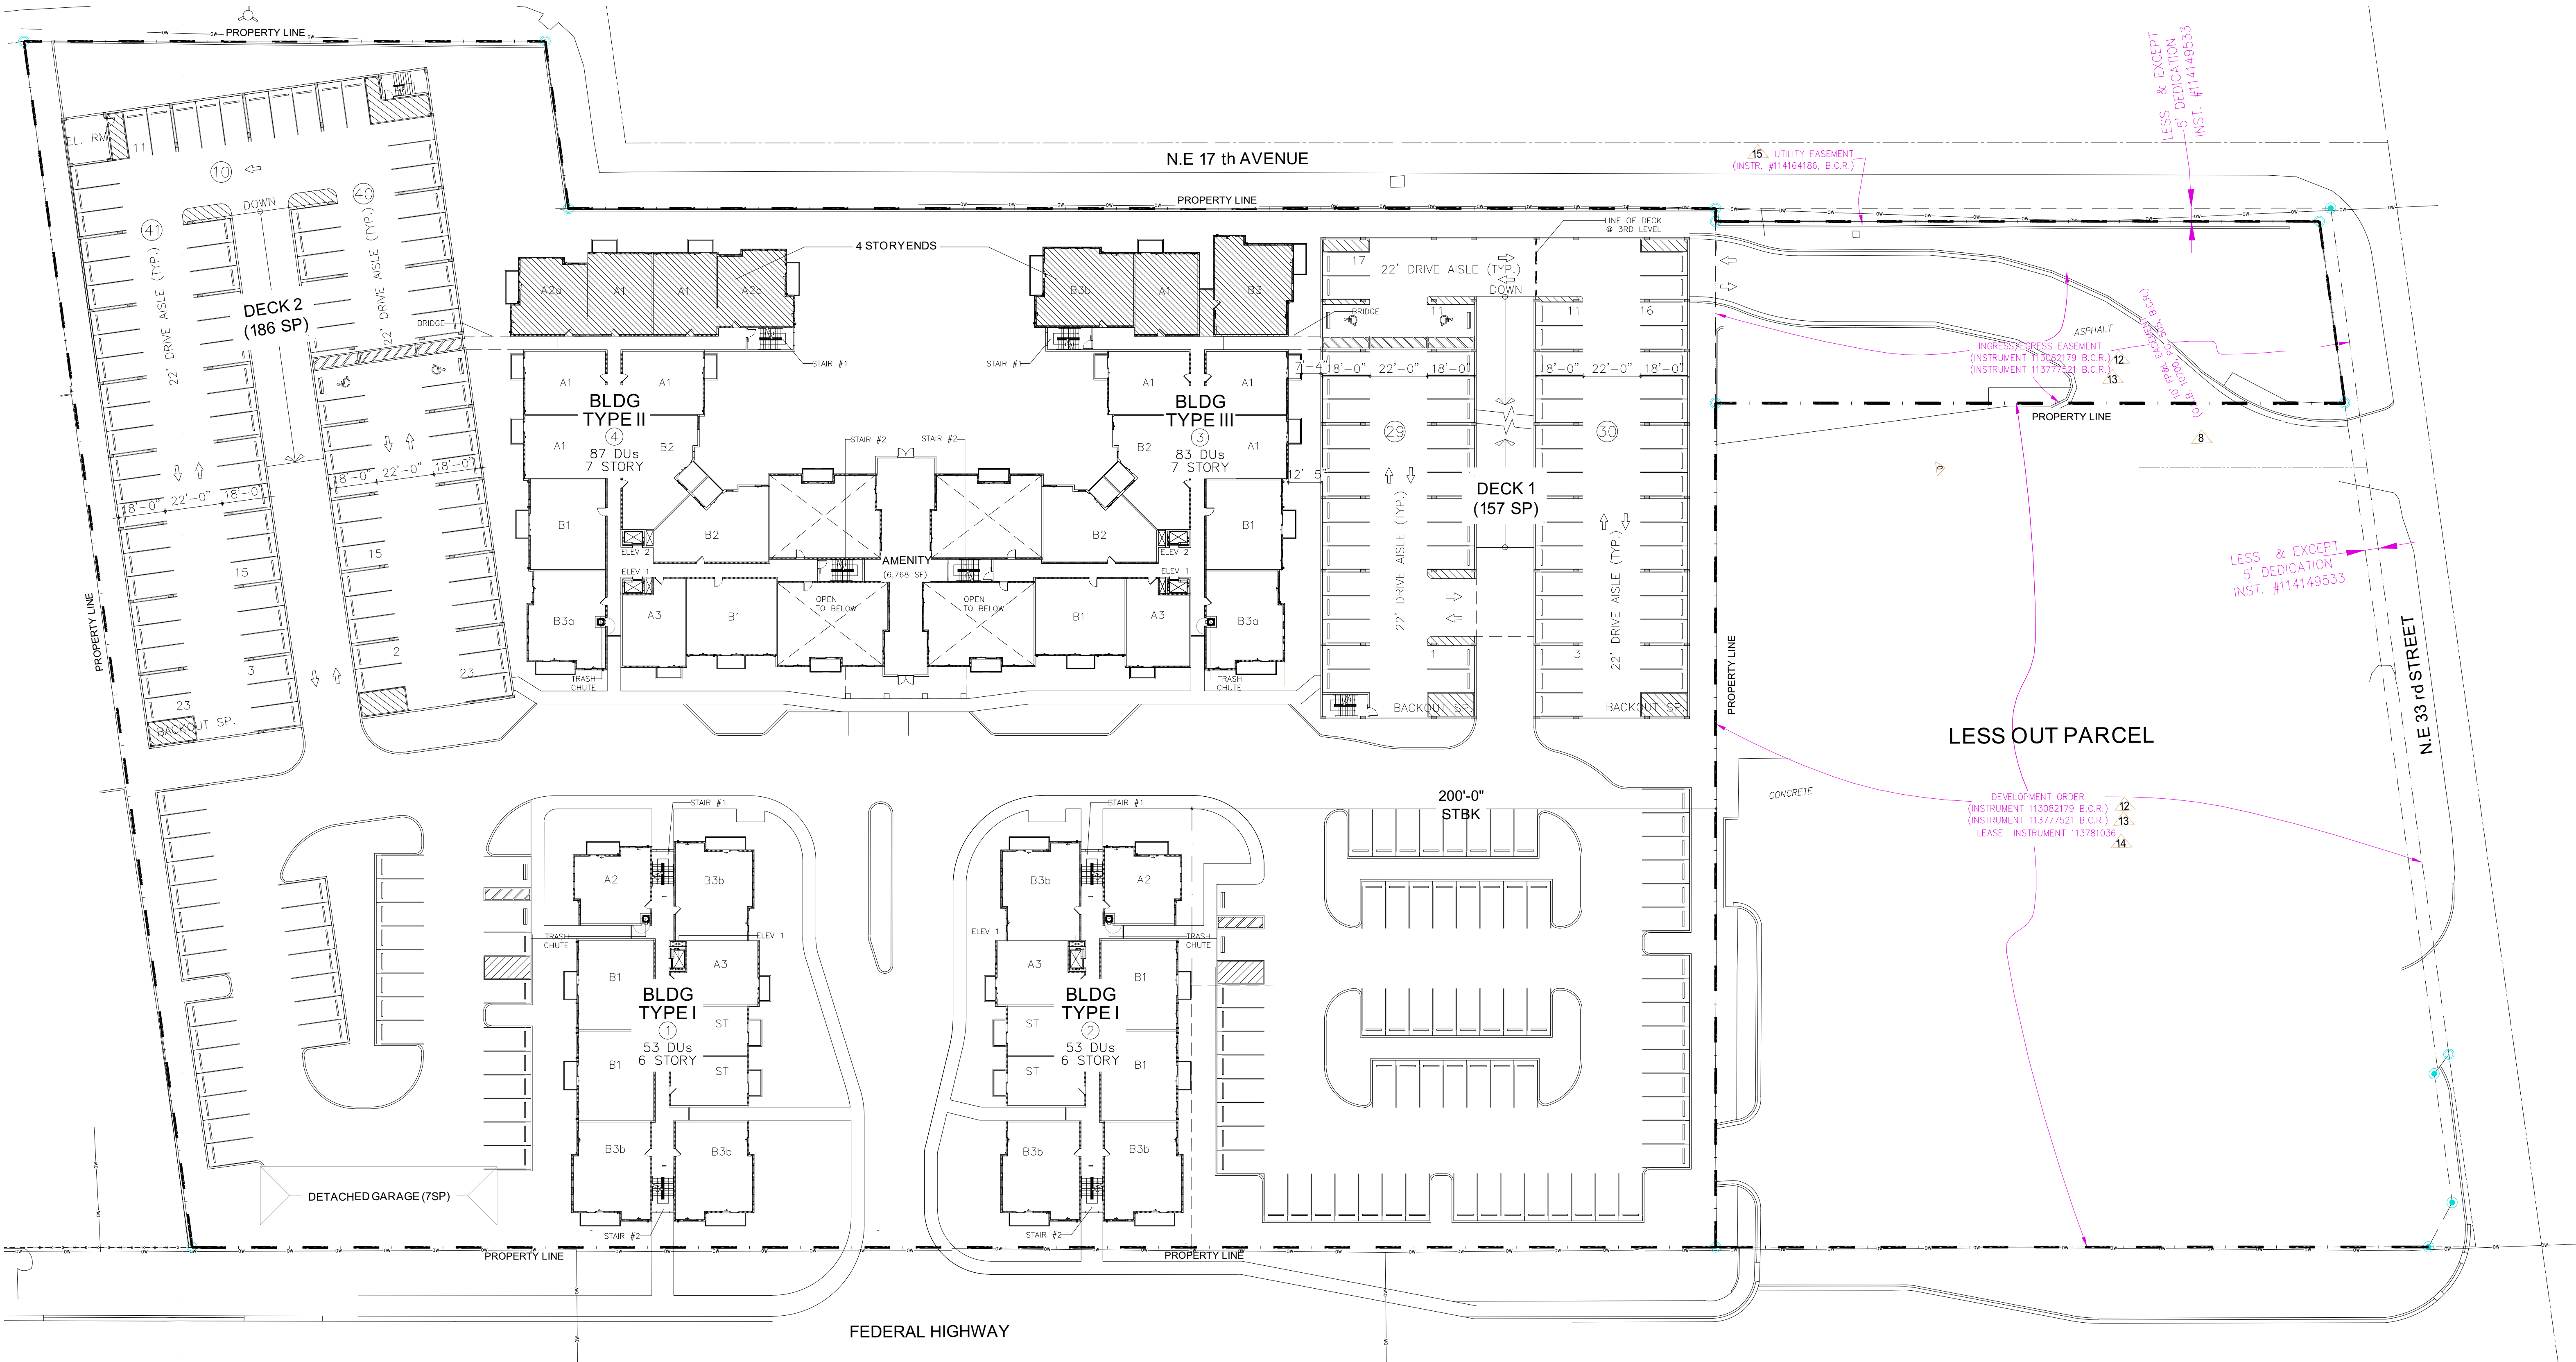 PROPERTY LINE
LESS & EXCEPT
5' DEDICATION
INST. #114149533
N.E 17 th AVENUE
15 UTILITY EASEMENT
(INSTR. #114164186, B.C.R.)
PROPERTY LINE
LINE OF DECK
@ 3RD LEVEL
EL. RM
11
10
40
41
DOWN
22' DRIVE AISLE (TYP.)
22' DRIVE AISLE (TYP.)
DECK 2
(186 SP)
18'-0"
22'-0"
18'-0"
18'-0"
22'-0"
18'-0"
15
15
2
3
23
23
BACKOUT SP.
PROPERTY LINE
4 STORY ENDS
A2a
A1
A1
A2a
B3b
A1
B3
BRIDGE
BRIDGE
STAIR #1
STAIR #1
A1
A1
BLDG
TYPE II
4
87 DUs
7 STORY
A1
B2
B1
B2
B3a
A3
B1
ELEV 2
ELEV 1
TRASH
CHUTE
STAIR #2
STAIR #2
AMENITY
(6,768 SF)
OPEN
TO BELOW
OPEN
TO BELOW
A1
A1
BLDG
TYPE III
3
83 DUs
7 STORY
B2
A1
B2
B1
B1
A3
B3a
ELEV 2
ELEV 1
TRASH
CHUTE
17
22' DRIVE AISLE (TYP.)
DOWN
11
11
16
7'-4"
18'-0"
22'-0"
18'-0"
18'-0"
22'-0"
18'-0"
29
30
12'-5"
DECK 1
(157 SP)
22' DRIVE AISLE (TYP.)
22' DRIVE AISLE (TYP.)
1
3
BACKOUT SP.
BACKOUT SP.
PROPERTY LINE
ASPHALT
INGRESS/EGRESS EASEMENT
(INSTRUMENT 113082179 B.C.R.) 12
(INSTRUMENT 113777521 B.C.R.) 13
10' FP&L EASEMENT
(O.R.B. 10700, PG. 505, B.C.R.)
PROPERTY LINE
8
9
LESS & EXCEPT
5' DEDICATION
INST. #114149533
N.E 33 rd STREET
LESS OUT PARCEL
CONCRETE
DEVELOPMENT ORDER
(INSTRUMENT 113082179 B.C.R.) 12
(INSTRUMENT 113777521 B.C.R.) 13
LEASE INSTRUMENT 113781036
14
200'-0"
STBK
STAIR #1
A2
B3b
TRASH
CHUTE
ELEV 1
B1
A3
BLDG
TYPE I
1
53 DUs
6 STORY
ST
B1
ST
B3b
B3b
STAIR #2
STAIR #1
B3b
A2
ELEV 1
TRASH
CHUTE
A3
B1
BLDG
TYPE I
2
53 DUs
6 STORY
ST
ST
B1
B3b
B3b
STAIR #2
DETACHED GARAGE (7SP)
PROPERTY LINE
PROPERTY LINE
FEDERAL HIGHWAY